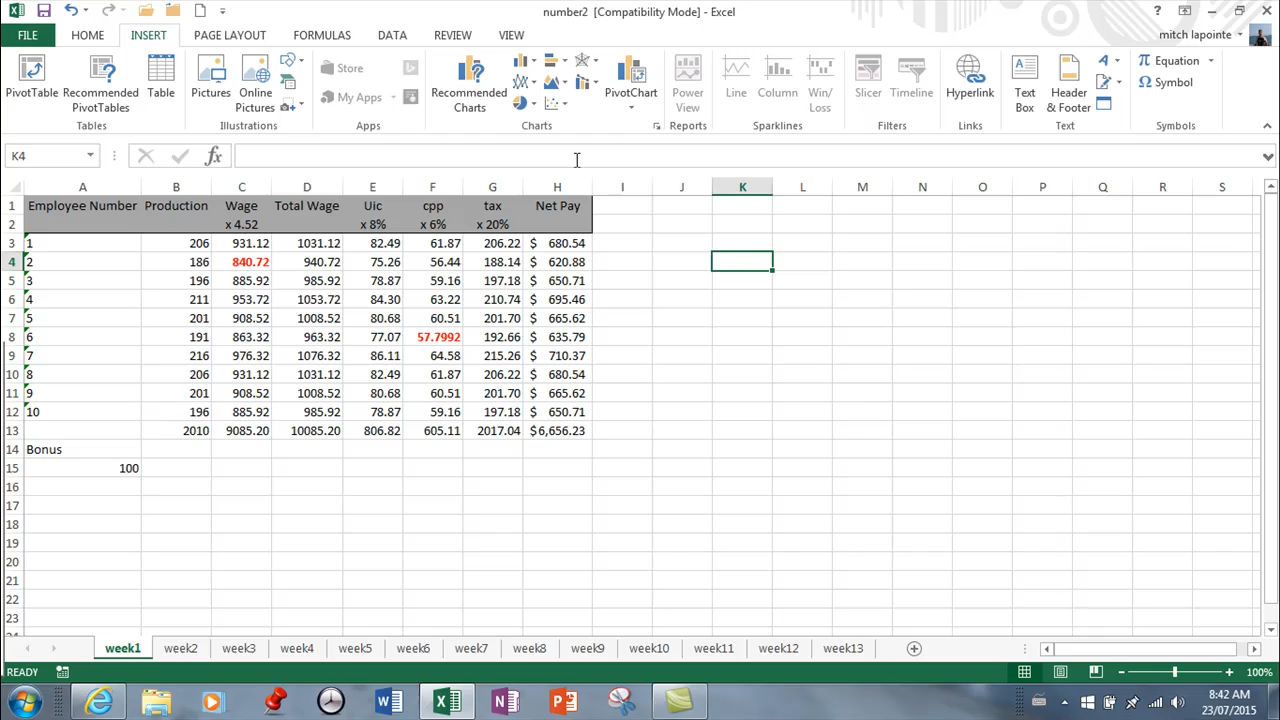 number2 [Compatibility Mode] - Excel
FILE HOME INSERT PAGE LAYOUT FORMULAS DATA REVIEW VIEW mitch lapointe
PivotTable Recommended PivotTables Table Pictures Online Pictures Store My Apps Recommended Charts PivotChart Power View Line Column Win/Loss Slicer Timeline Hyperlink Text Box Header & Footer Equation Symbol
Tables Illustrations Apps Charts Reports Sparklines Filters Links Text Symbols
K4 fx
A B C D E F G H I J K L M N O P Q R S
1 Employee Number Production Wage Total Wage Uic cpp tax Net Pay
2 x 4.52 x 8% x 6% x 20%
3 1 206 931.12 1031.12 82.49 61.87 206.22 $ 680.54
4 2 186 840.72 940.72 75.26 56.44 188.14 $ 620.88
5 3 196 885.92 985.92 78.87 59.16 197.18 $ 650.71
6 4 211 953.72 1053.72 84.30 63.22 210.74 $ 695.46
7 5 201 908.52 1008.52 80.68 60.51 201.70 $ 665.62
8 6 191 863.32 963.32 77.07 57.7992 192.66 $ 635.79
9 7 216 976.32 1076.32 86.11 64.58 215.26 $ 710.37
10 8 206 931.12 1031.12 82.49 61.87 206.22 $ 680.54
11 9 201 908.52 1008.52 80.68 60.51 201.70 $ 665.62
12 10 196 885.92 985.92 78.87 59.16 197.18 $ 650.71
13 2010 9085.20 10085.20 806.82 605.11 2017.04 $6,656.23
14 Bonus
15 100
16
17
18
19
20
21
22
23
week1 week2 week3 week4 week5 week6 week7 week8 week9 week10 week11 week12 week13
READY 100%
8:42 AM
23/07/2015